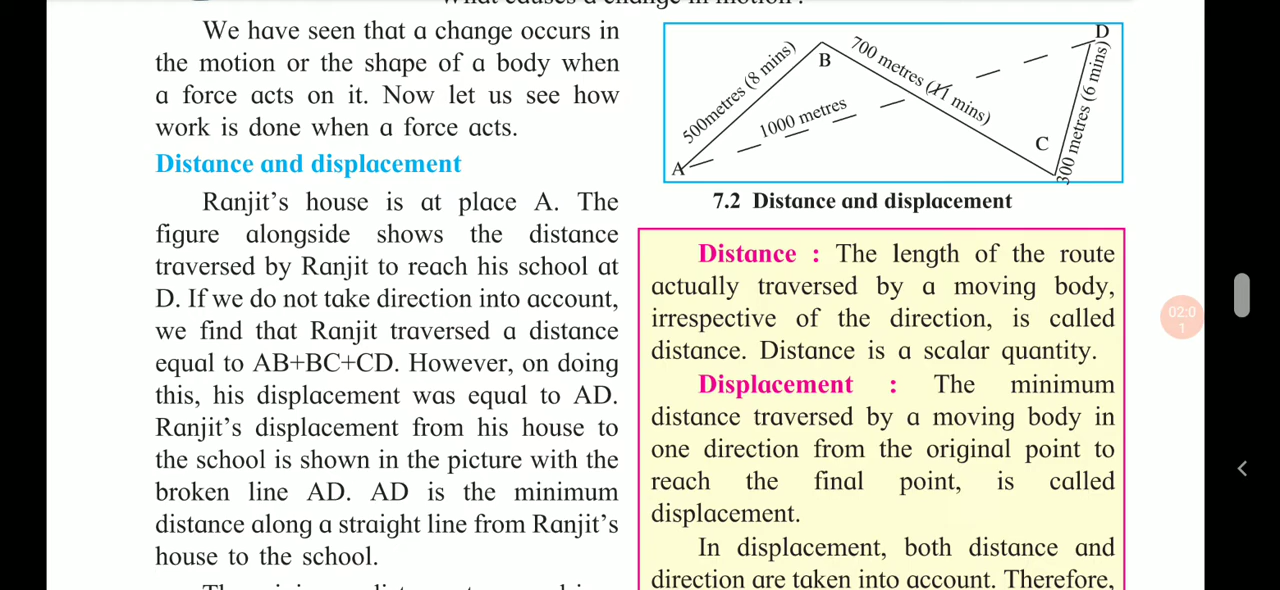 What causes a change in motion ?
We have seen that a change occurs in
the motion or the shape of a body when
a force acts on it. Now let us see how
work is done when a force acts.
Distance and displacement
Ranjit’s house is at place A. The
figure alongside shows the distance
traversed by Ranjit to reach his school at
D. If we do not take direction into account,
we find that Ranjit traversed a distance
equal to AB+BC+CD. However, on doing
this, his displacement was equal to AD.
Ranjit’s displacement from his house to
the school is shown in the picture with the
broken line AD. AD is the minimum
distance along a straight line from Ranjit’s
house to the school.
A
500metres (8 mins)
B
700 metres (11 mins)
1000 metres
C
300 metres (6 mins)
D
7.2 Distance and displacement
Distance : The length of the route
actually traversed by a moving body,
irrespective of the direction, is called
distance. Distance is a scalar quantity.
Displacement : The minimum
distance traversed by a moving body in
one direction from the original point to
reach the final point, is called
displacement.
In displacement, both distance and
direction are taken into account. Therefore,
02:0
1